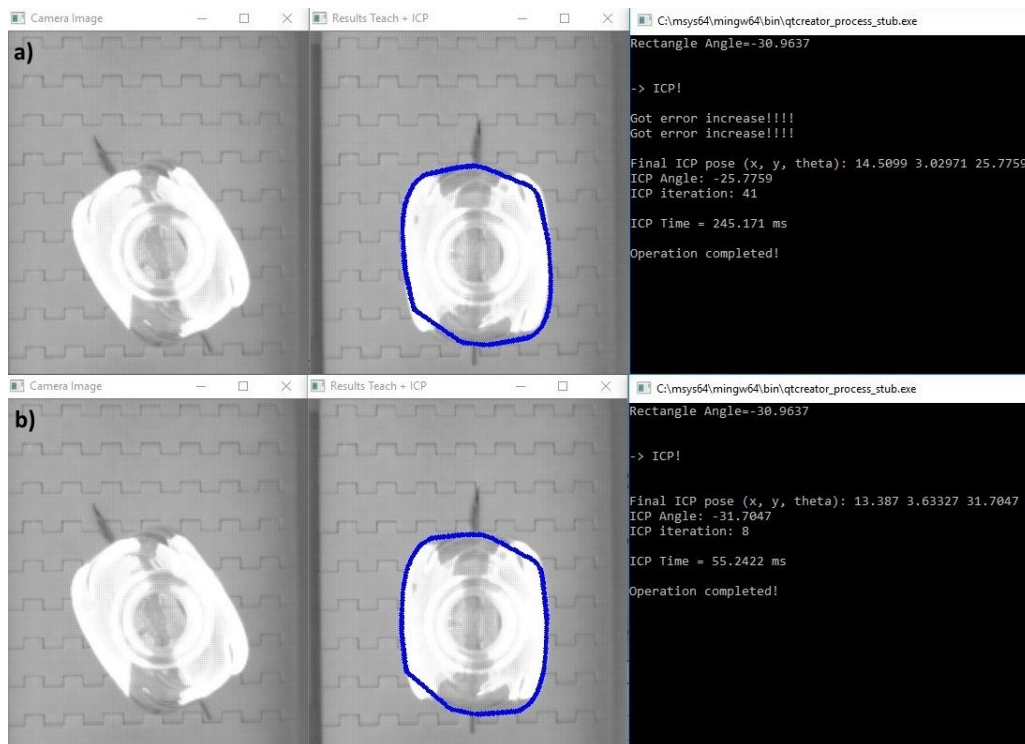 Camera Image
Results Teach + ICP
C:\msys64\mingw64\bin\qtcreator_process_stub.exe
a)
Rectangle Angle=-30.9637
-> ICP!
Got error increase!!!!
Got error increase!!!!
Final ICP pose (x, y, theta): 14.5099 3.02971 25.7759
ICP Angle: -25.7759
ICP iteration: 41
ICP Time = 245.171 ms
Operation completed!
Camera Image
Results Teach + ICP
C:\msys64\mingw64\bin\qtcreator_process_stub.exe
b)
Rectangle Angle=-30.9637
-> ICP!
Final ICP pose (x, y, theta): 13.387 3.63327 31.7047
ICP Angle: -31.7047
ICP iteration: 8
ICP Time = 55.2422 ms
Operation completed!